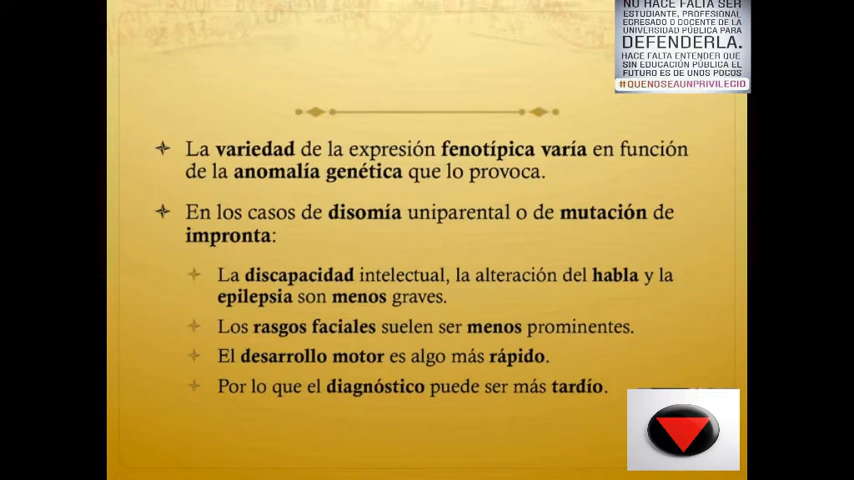 NO HACE FALTA SER
ESTUDIANTE, PROFESIONAL
EGRESADO O DOCENTE DE LA
UNIVERSIDAD PÚBLICA PARA
DEFENDERLA.
HACE FALTA ENTENDER QUE
SIN EDUCACIÓN PÚBLICA EL
FUTURO ES DE UNOS POCOS
#QUENOSEAUNPRIVILEGIO
La variedad de la expresión fenotípica varía en función
de la anomalía genética que lo provoca.
En los casos de disomía uniparental o de mutación de
impronta:
La discapacidad intelectual, la alteración del habla y la
epilepsia son menos graves.
Los rasgos faciales suelen ser menos prominentes.
El desarrollo motor es algo más rápido.
Por lo que el diagnóstico puede ser más tardío.